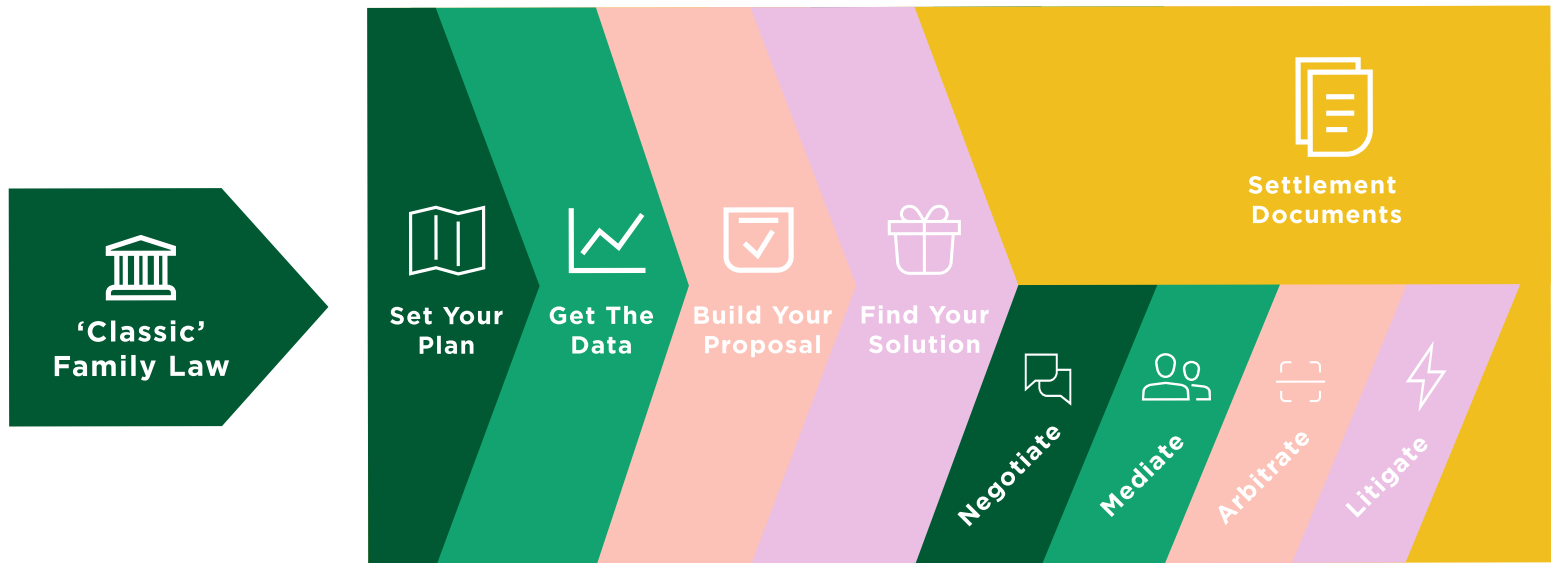 ‘Classic’
Family Law
Set Your
Plan
Get The
Data
Build Your
Proposal
Find Your
Solution
Settlement
Documents
Negotiate
Mediate
Arbitrate
Litigate